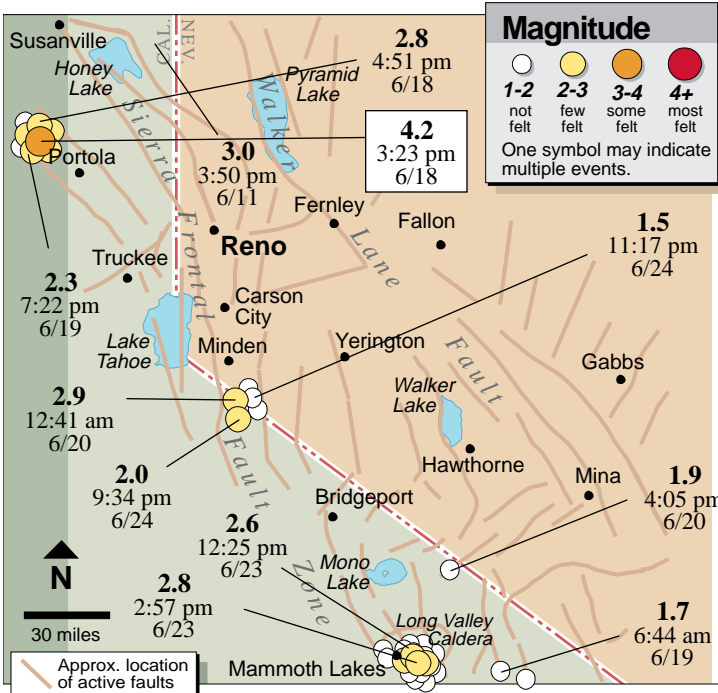 Susanville
Honey
Lake
CAL.
NEV.
2.8
4:51 pm
6/18
Pyramid
Lake
Magnitude
1-2
2-3
3-4
4+
not
felt
few
felt
some
felt
most
felt
One symbol may indicate
multiple events.
4.2
3:23 pm
6/18
Portola
3.0
3:50 pm
6/11
Sierra
Frontal
Fault
Zone
Walker
Lane
Fault
Fernley
Fallon
1.5
11:17 pm
6/24
Reno
Truckee
2.3
7:22 pm
6/19
Carson
City
Lake
Tahoe
Minden
Yerington
Gabbs
Walker
Lake
2.9
12:41 am
6/20
Hawthorne
2.0
9:34 pm
6/24
Mina
1.9
4:05 pm
6/20
Bridgeport
2.6
12:25 pm
6/23
Mono
Lake
N
30 miles
2.8
2:57 pm
6/23
Long Valley
Caldera
1.7
6:44 am
6/19
Mammoth Lakes
Approx. location
of active faults